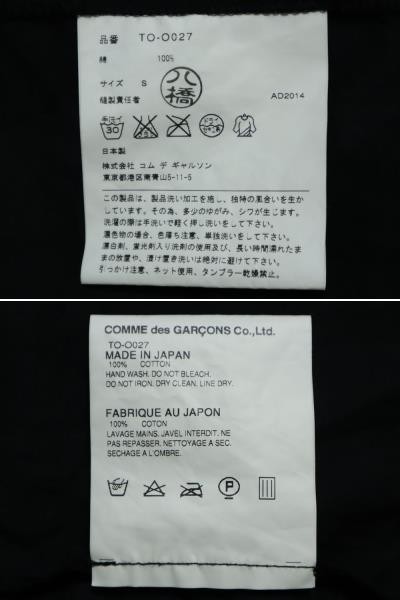 品番 TO-O027
綿 100%
サイズ S
八橋
縫製責任者
AD2014
手洗イ
30
ドライ
日本製
株式会社 コム デ ギャルソン
東京都港区南青山5-11-5
この製品は、製品洗い加工を施し、独特の風合いを生か
しています。その為、多少のゆがみ、シワが生じます。
洗濯の際は手洗いで軽く押し洗いをして下さい。
濃色物の場合、色落ち注意、単独洗いをして下さい。
漂白剤、蛍光剤入り洗剤の使用及び、長い時間濡れたま
まの放置や、漬け置き洗いは絶対に避けて下さい。
引っかけ注意、ネット使用、タンブラー乾燥禁止。
COMME des GARÇONS Co.,Ltd.
TO-O027
MADE IN JAPAN
100% COTTON
HAND WASH. DO NOT BLEACH.
DO NOT IRON. DRY CLEAN. LINE DRY.
FABRIQUE AU JAPON
100% COTON
LAVAGE MAINS. JAVEL INTERDIT. NE
PAS REPASSER. NETTOYAGE A SEC.
SECHAGE A L'OMBRE.
P